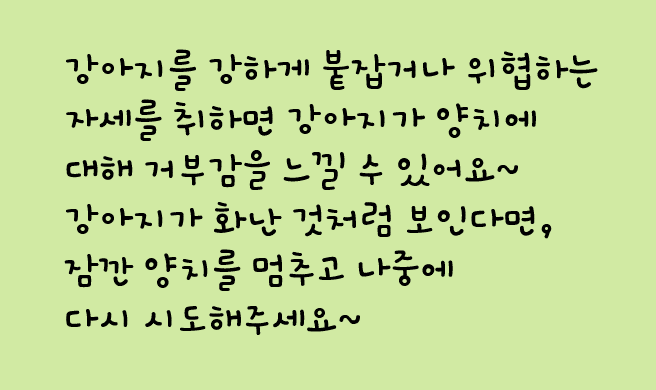 강아지를 강하게 붙잡거나 위협하는
자세를 취하면 강아지가 양치에
대해 거부감을 느낄 수 있어요~
강아지가 화난 것처럼 보인다면,
잠깐 양치를 멈추고 나중에
다시 시도해주세요~